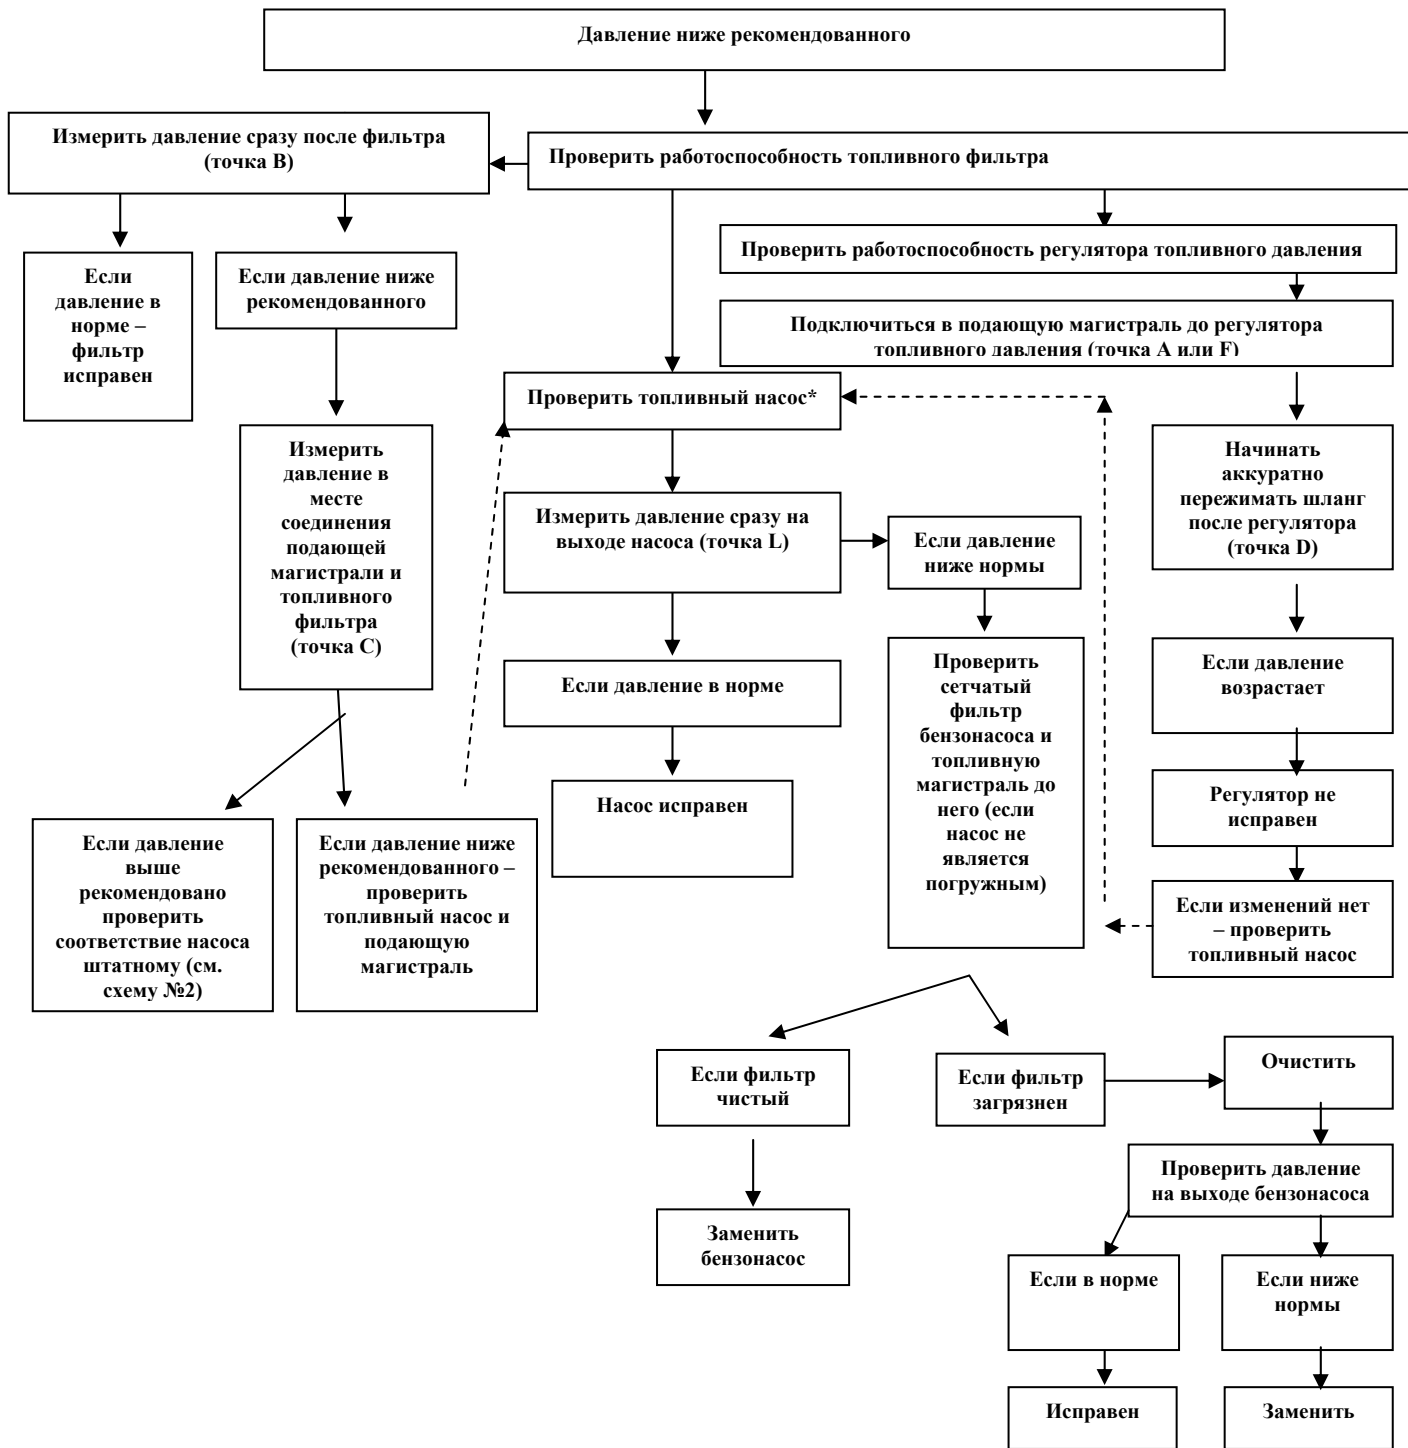 Давление ниже рекомендованного
Измерить давление сразу после фильтра
(точка В)
Проверить работоспособность топливного фильтра
Проверить работоспособность регулятора топливного давления
Если
давление в
норме –
фильтр
исправен
Если давление ниже
рекомендованного
Подключиться в подающую магистраль до регулятора
топливного давления (точка А или F)
Проверить топливный насос*
Измерить
давление в
месте
соединения
подающей
магистрали и
топливного
фильтра
(точка С)
Начинать
аккуратно
пережимать шланг
после регулятора
(точка D)
Измерить давление сразу на
выходе насоса (точка L)
Если давление
ниже нормы
Если давление в норме
Проверить
сетчатый
фильтр
бензонасоса и
топливную
магистраль до
него (если
насос не
является
погружным)
Если давление
возрастает
Насос исправен
Регулятор не
исправен
Если давление
выше
рекомендовано
проверить
соответствие насоса
штатному (см.
схему №2)
Если давление ниже
рекомендованного –
проверить
топливный насос и
подающую
магистраль
Если изменений нет
– проверить
топливный насос
Если фильтр
чистый
Если фильтр
загрязнен
Очистить
Проверить давление
на выходе бензонасоса
Заменить
бензонасос
Если в норме
Если ниже
нормы
Исправен
Заменить